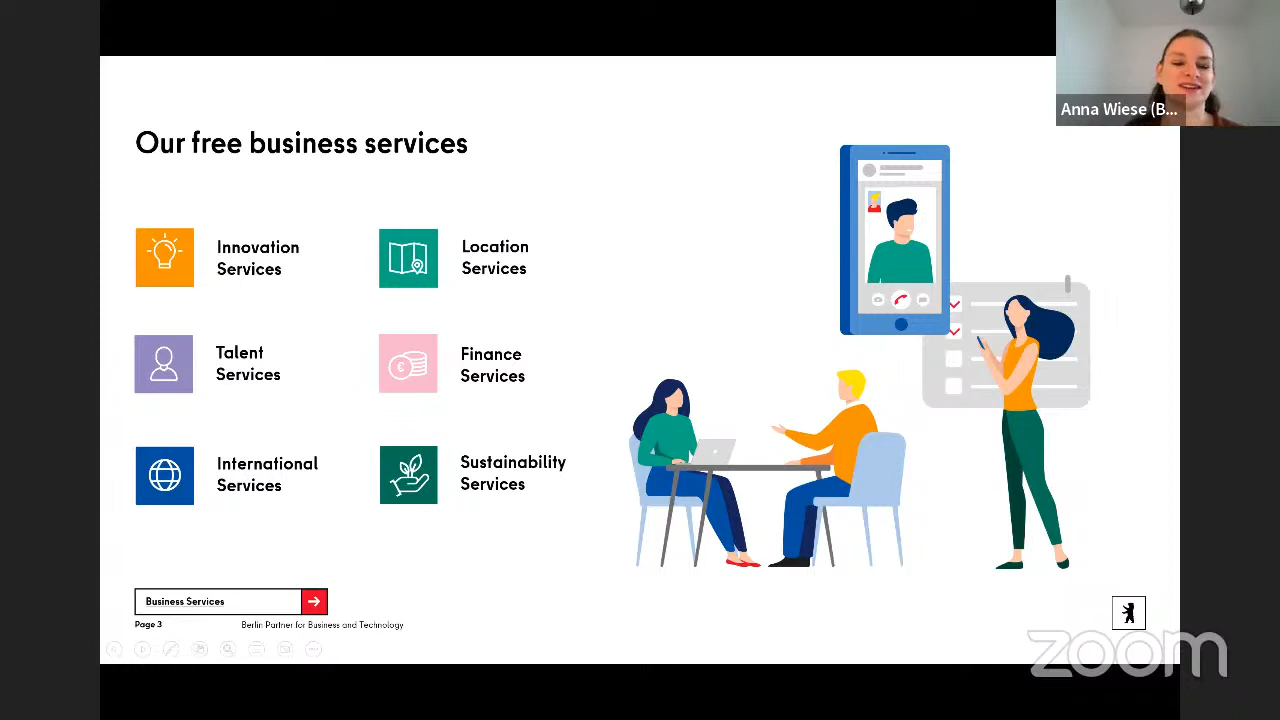 Anna Wiese (B...
Our free business services
Innovation
Services
Location
Services
Talent
Services
Finance
Services
International
Services
Sustainability
Services
Business Services
Page 3
Berlin Partner for Business and Technology
zoom